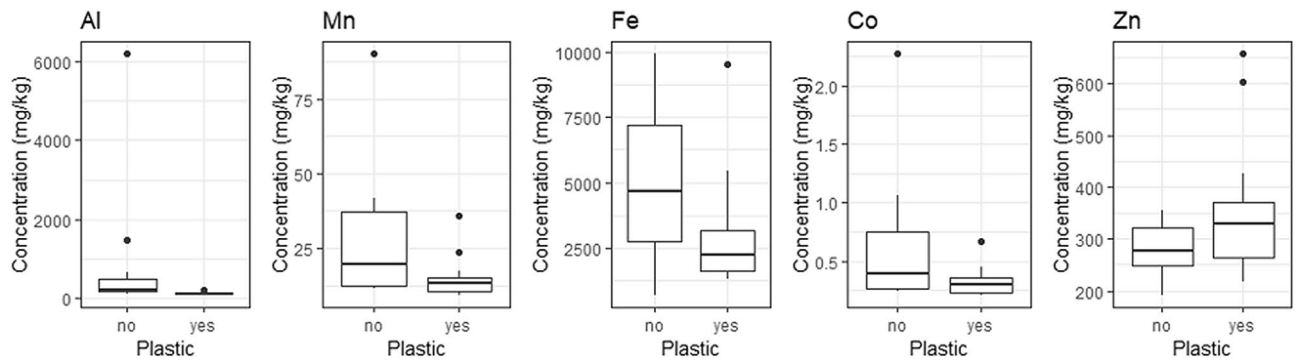 Al
Mn
Fe
Co
Zn
Concentration (mg/kg)
6000
4000
2000
0
no
yes
Plastic
Concentration (mg/kg)
75
50
25
no
yes
Plastic
Concentration (mg/kg)
10000
7500
5000
2500
no
yes
Plastic
Concentration (mg/kg)
2.0
1.5
1.0
0.5
no
yes
Plastic
Concentration (mg/kg)
600
500
400
300
200
no
yes
Plastic